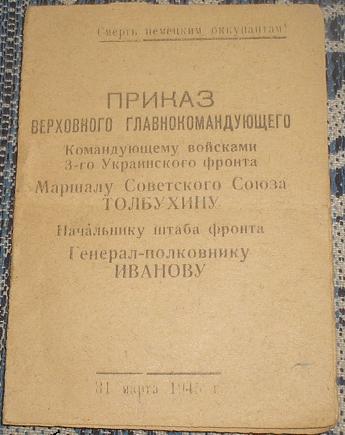 Смерть немецким оккупантам!
ПРИКАЗ
ВЕРХОВНОГО ГЛАВНОКОМАНДУЮЩЕГО
Командующему войсками
3-го Украинского фронта
Маршалу Советского Союза
ТОЛБУХИНУ
Начальнику штаба фронта
Генерал-полковнику
ИВАНОВУ
31 марта 1945 г.